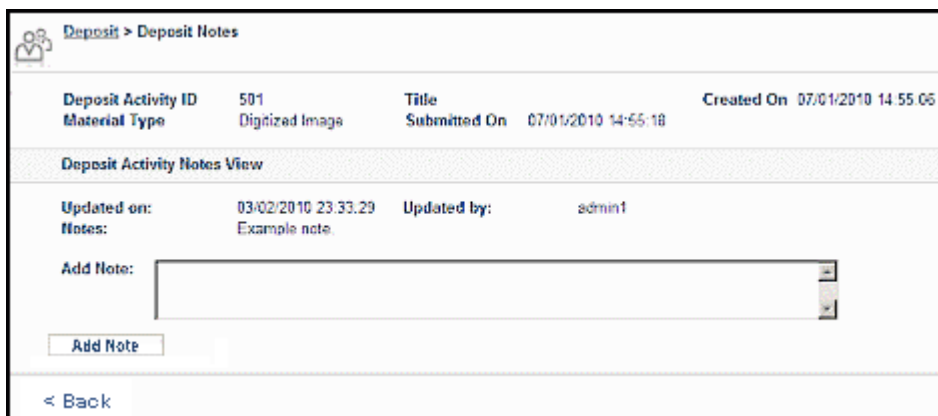 Deposit > Deposit Notes
Deposit Activity ID 501 Title Created On 07/01/2010 14:55:06
Material Type Digitized Image Submitted On 07/01/2010 14:55:18
Deposit Activity Notes View
Updated on: 03/02/2010 23:33:29 Updated by: admin1
Notes: Example note.
Add Note:
Add Note
< Back